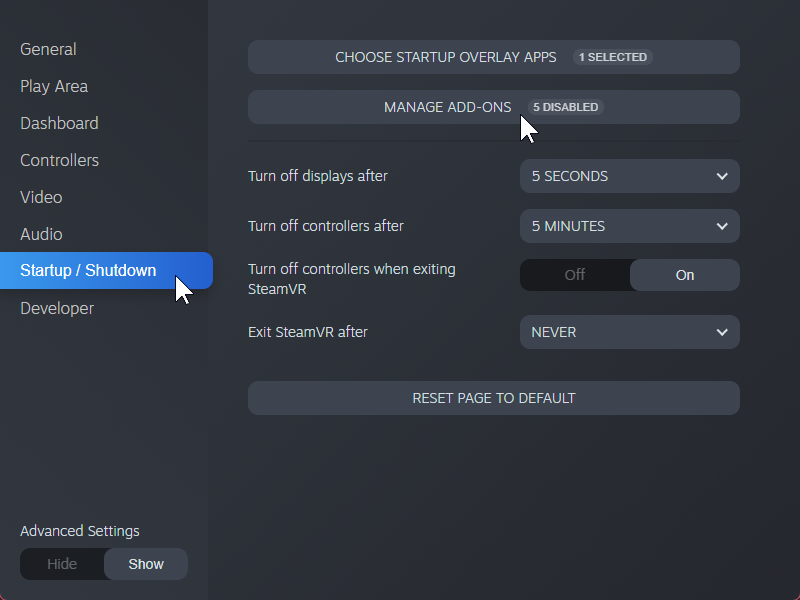 General
Play Area
Dashboard
Controllers
Video
Audio
Startup / Shutdown
Developer
Advanced Settings
Hide Show
CHOOSE STARTUP OVERLAY APPS 1 SELECTED
MANAGE ADD-ONS 5 DISABLED
Turn off displays after 5 SECONDS
Turn off controllers after 5 MINUTES
Turn off controllers when exiting
SteamVR
Off On
Exit SteamVR after NEVER
RESET PAGE TO DEFAULT